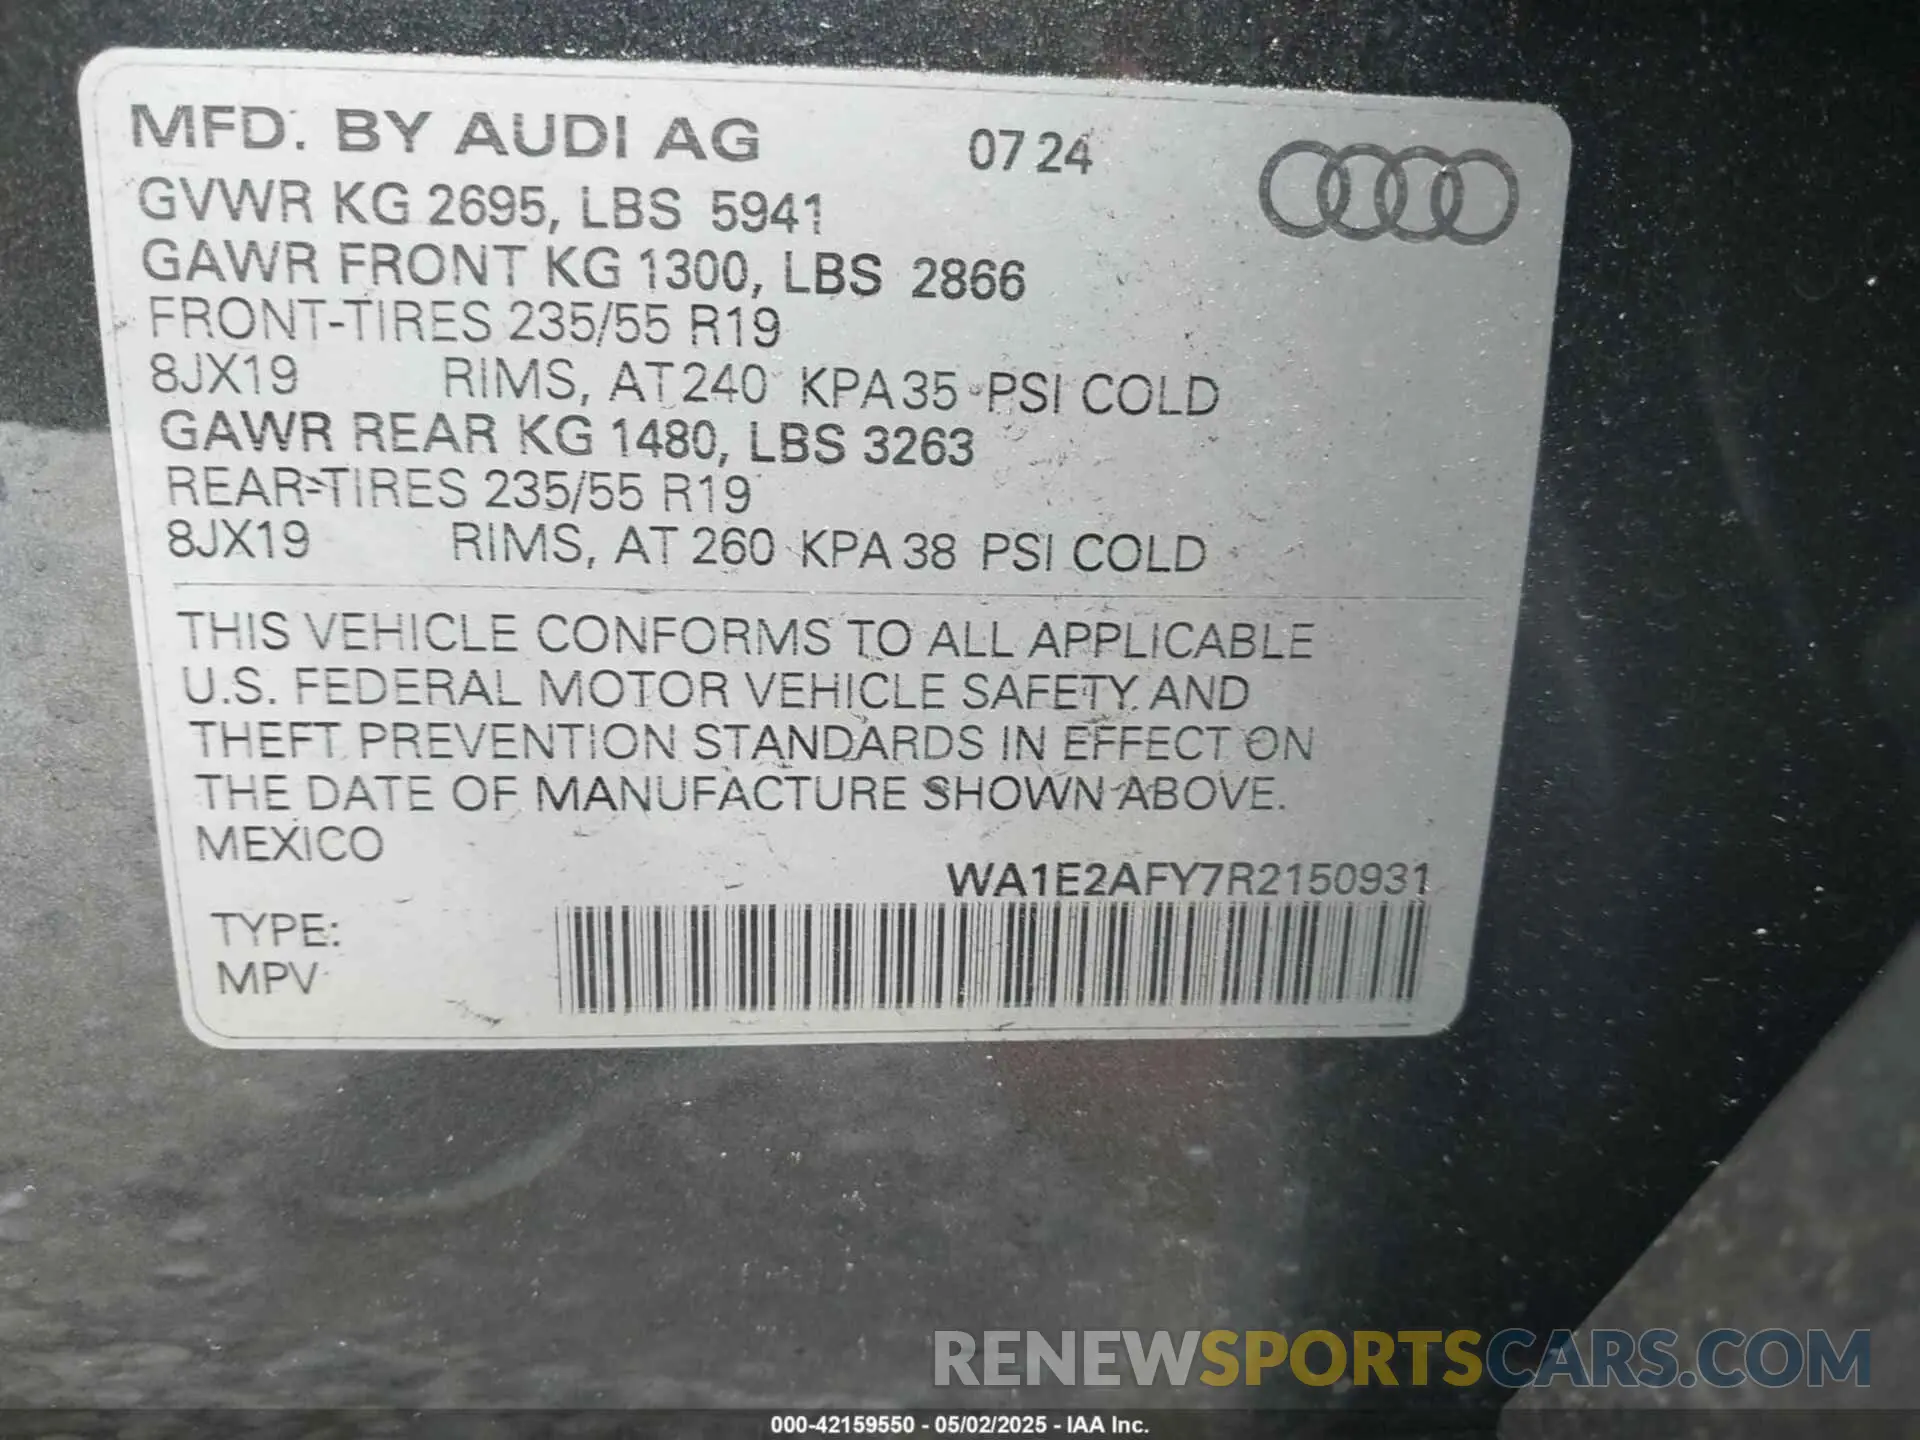 MFD. BY AUDI AG 07 24
GVWR KG 2695, LBS 5941
GAWR FRONT KG 1300, LBS 2866
FRONT-TIRES 235/55 R19
8JX19 RIMS, AT 240 KPA 35 PSI COLD
GAWR REAR KG 1480, LBS 3263
REAR-TIRES 235/55 R19
8JX19 RIMS, AT 260 KPA 38 PSI COLD
THIS VEHICLE CONFORMS TO ALL APPLICABLE
U.S. FEDERAL MOTOR VEHICLE SAFETY AND
THEFT PREVENTION STANDARDS IN EFFECT ON
THE DATE OF MANUFACTURE SHOWN ABOVE.
MEXICO
WA1E2AFY7R2150931
TYPE:
MPV
RENEWSPORTSCARS.COM
000-42159550 - 05/02/2025 - IAA Inc.